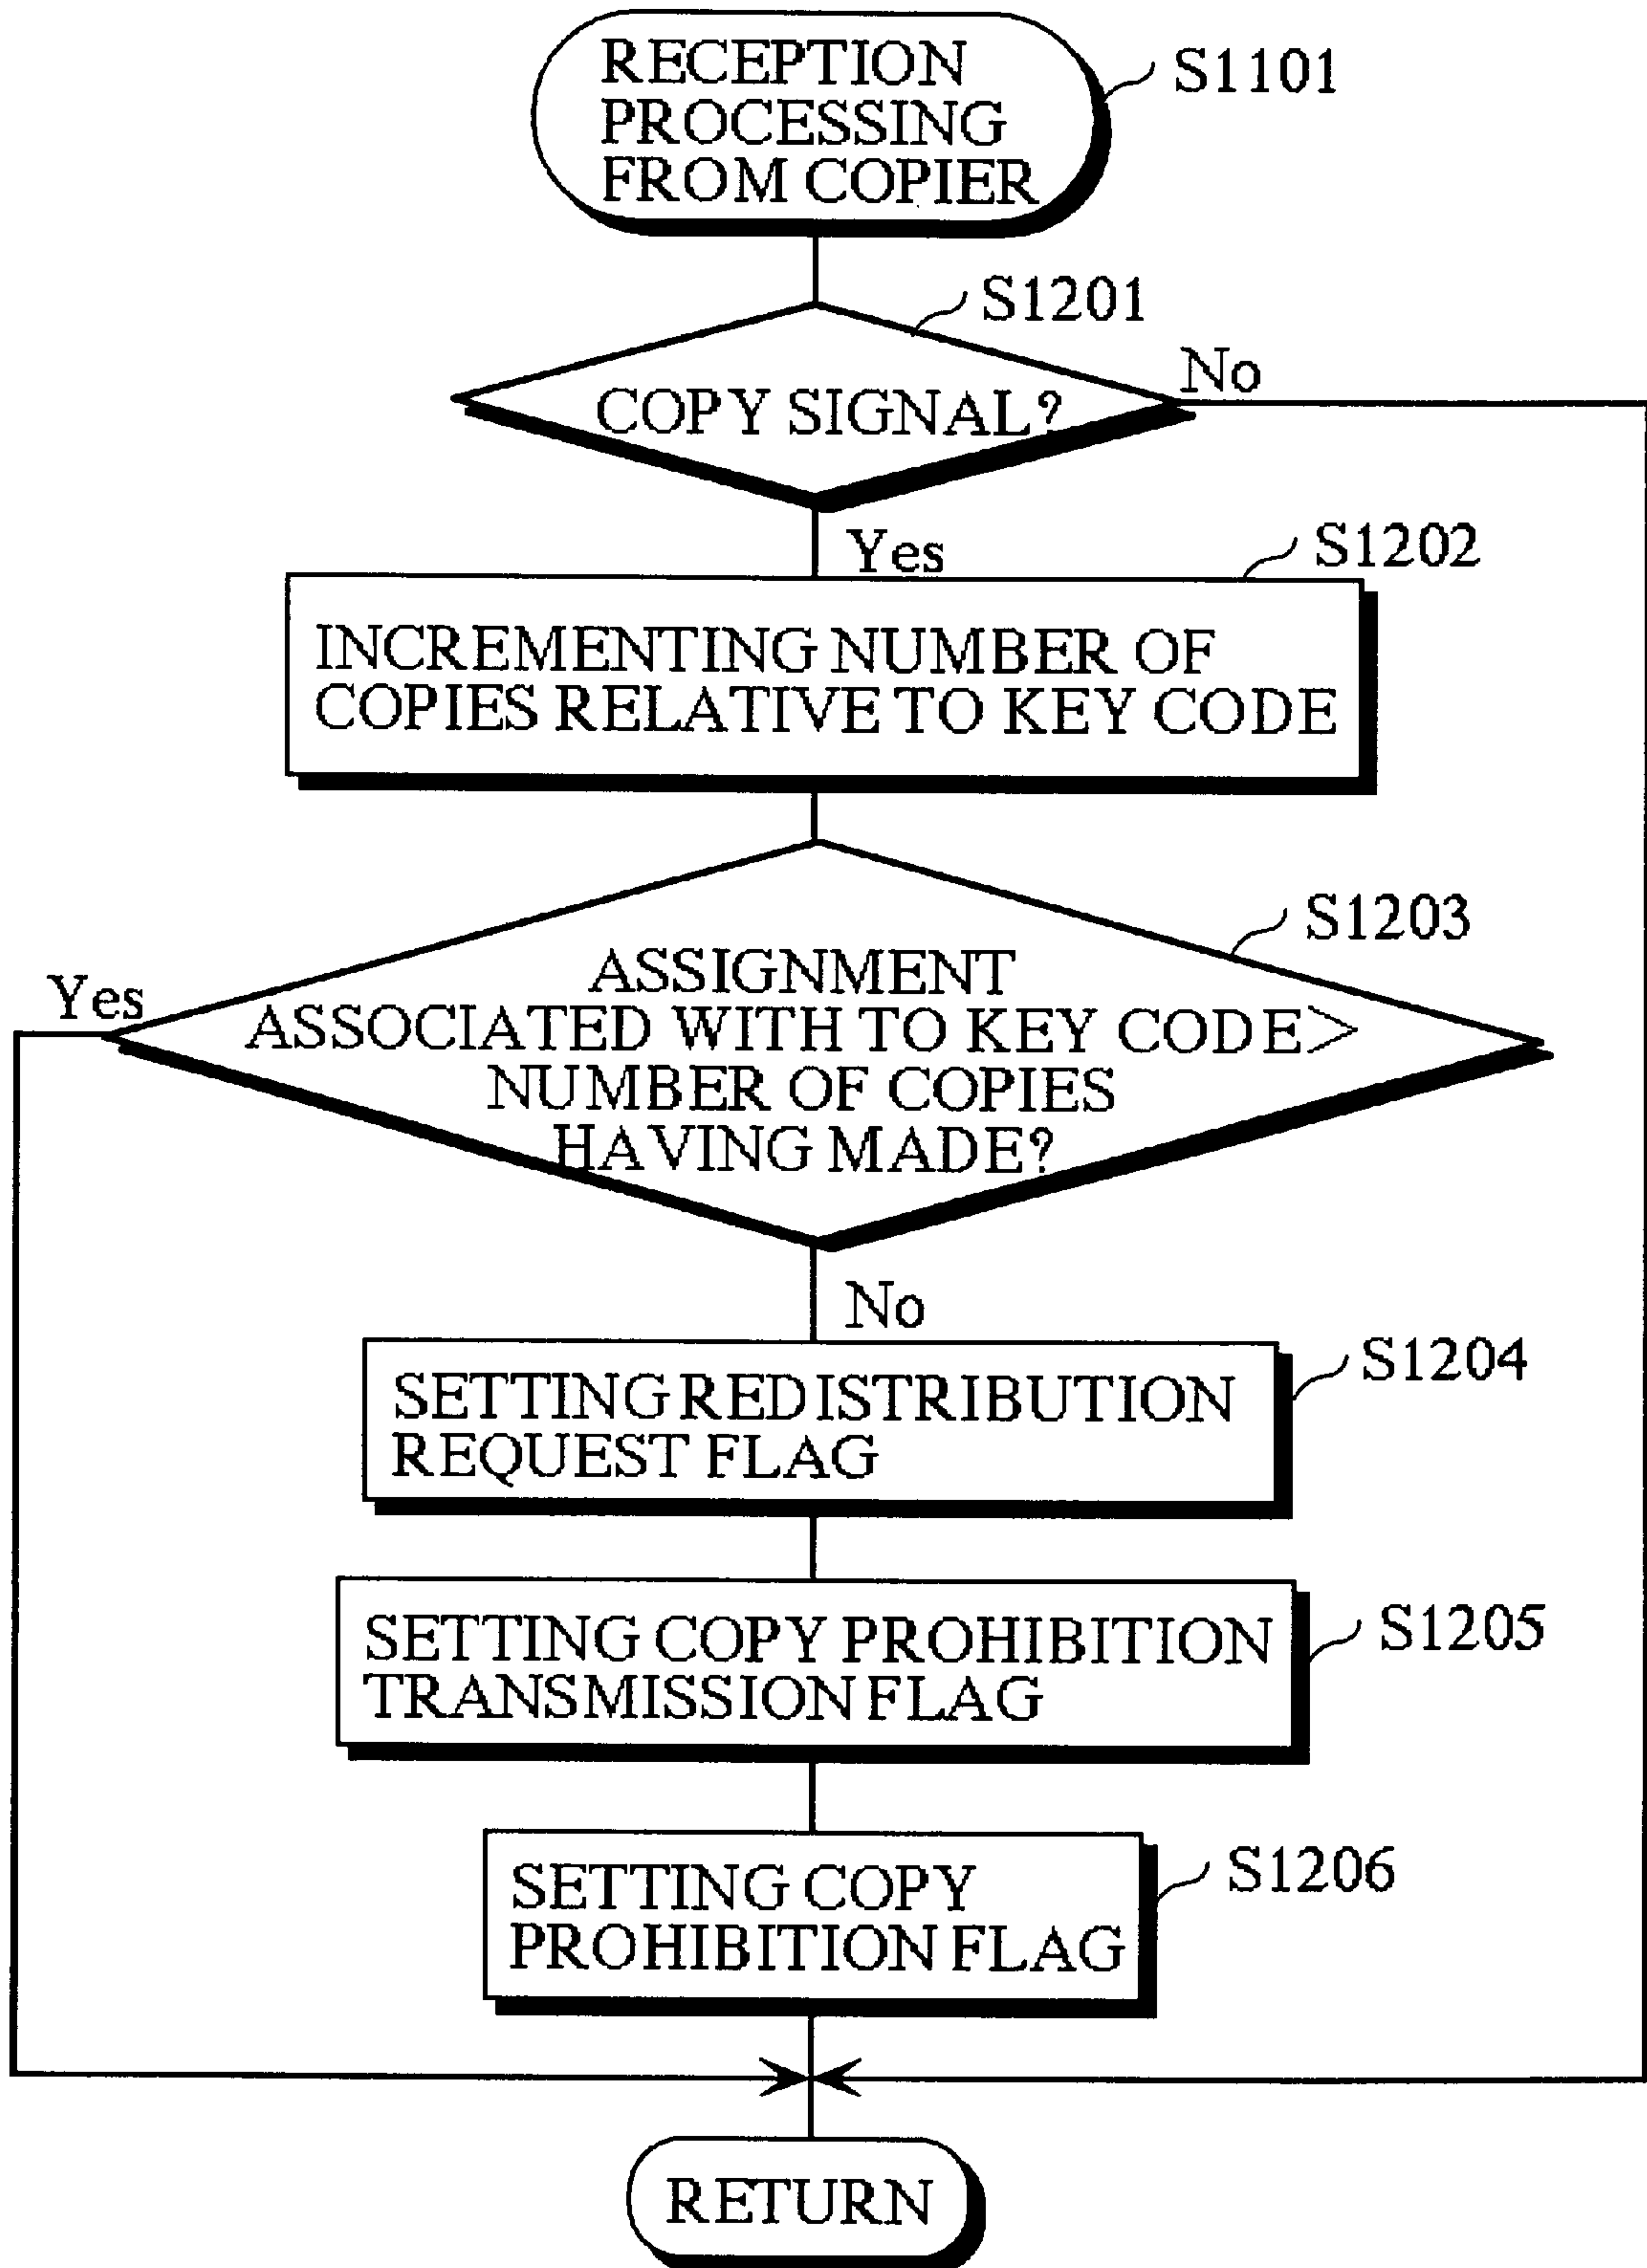 RECEPTION
PROCESSING
FROM COPIER
S1101
S1201
COPY SIGNAL?
No
Yes
S1202
INCREMENTING NUMBER OF
COPIES RELATIVE TO KEY CODE
S1203
Yes
ASSIGNMENT
ASSOCIATED WITH TO KEY CODE>
NUMBER OF COPIES
HAVING MADE?
No
S1204
SETTING REDISTRIBUTION
REQUEST FLAG
S1205
SETTING COPY PROHIBITION
TRANSMISSION FLAG
S1206
SETTING COPY
PROHIBITION FLAG
RETURN